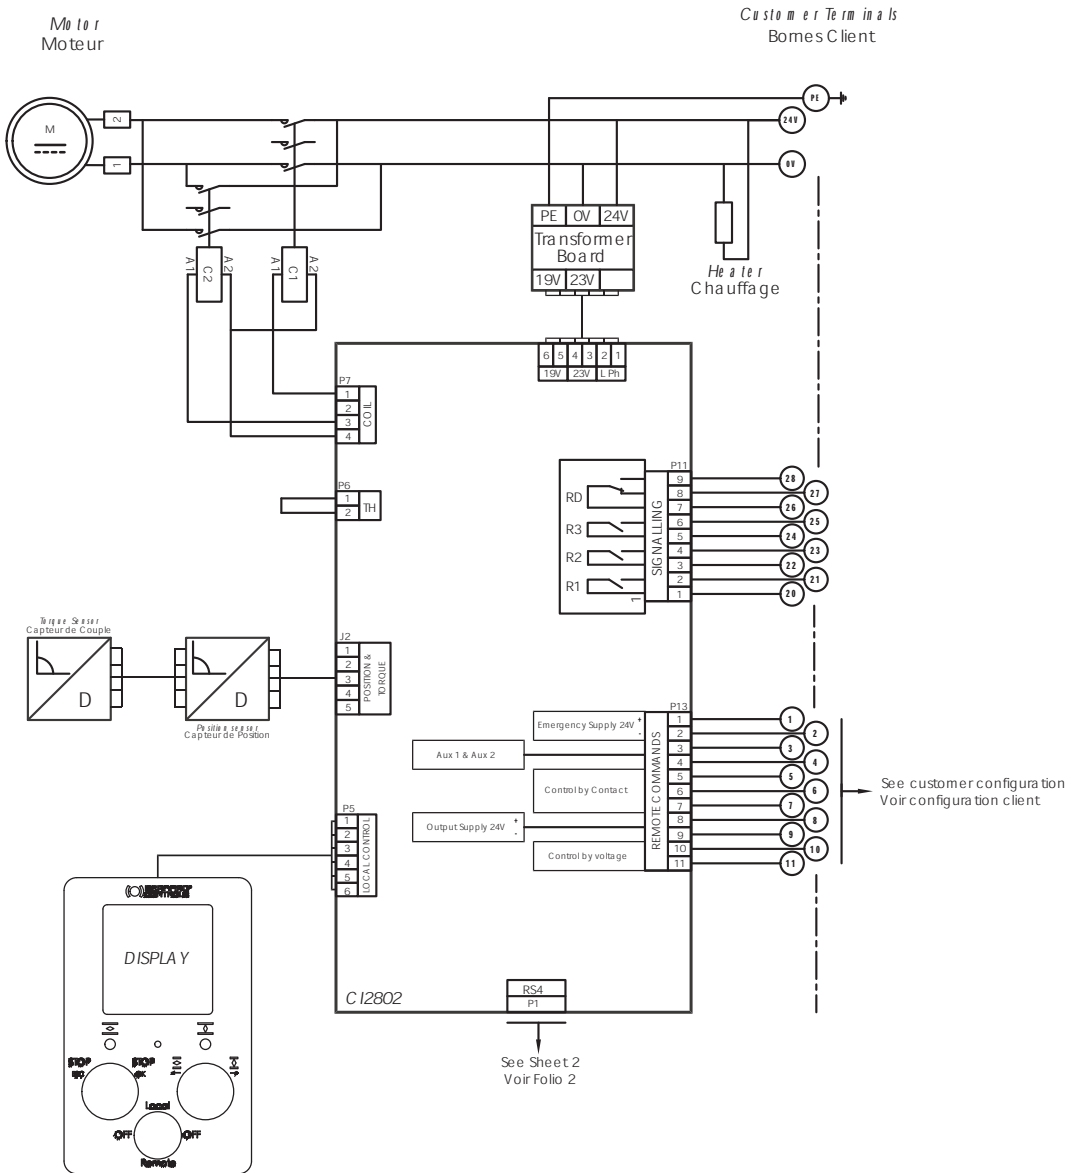 Motor
Moteur
Customer Terminals
Bornes Client
M
2
1
PE
24V
0V
PE 0V 24V
Transformer
Board
19V 23V
Heater
Chauffage
A1 C2 A2
A1 C1 A2
6 5 4 3 2 1
19V 23V L Ph
P7
1
2
3
4
COIL
P6
1
2
TH
P11
9
8
7
6
5
4
3
2
1
SIGNALLING
1
RD
R3
R2
R1
28
27
26
25
24
23
22
21
20
Torque Sensor
Capteur de Couple
D
Position sensor
Capteur de Position
D
J2
1
2
3
4
5
POSITION &
TORQUE
P13
1
2
3
4
5
6
7
8
9
10
11
REMOTE COMMANDS
Emergency Supply 24V + -
Aux 1 & Aux 2
Control by Contact
Output Supply 24V + -
Control by voltage
1
2
3
4
5
6
7
8
9
10
11
See customer configuration
Voir configuration client
P5
1
2
3
4
5
6
LOCAL CONTROL
DISPLAY
STOP
STOP
OK
Local
OFF OFF
Remote
CI2802
RS4
P1
See Sheet 2
Voir Folio 2